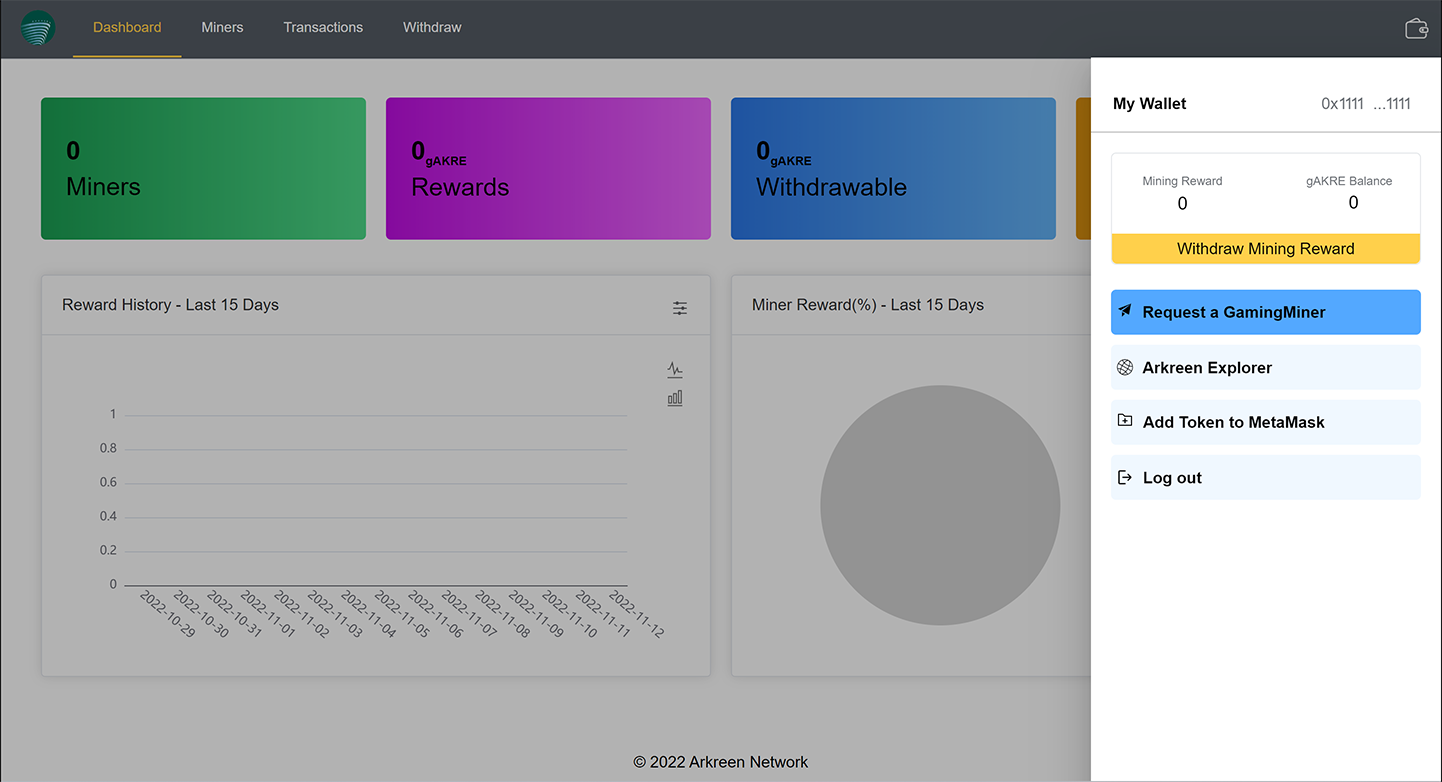 Dashboard Miners Transactions Withdraw
My Wallet 0x1111 ...1111
0
Miners
0gAKRE
Rewards
0gAKRE
Withdrawable
Mining Reward gAKRE Balance
0 0
Withdraw Mining Reward
Request a GamingMiner
Arkreen Explorer
Add Token to MetaMask
Log out
Reward History - Last 15 Days
1
0.8
0.6
0.4
0.2
0
2022-10-29 2022-10-30 2022-10-31 2022-11-01 2022-11-02 2022-11-03 2022-11-04 2022-11-05 2022-11-06 2022-11-07 2022-11-08 2022-11-09 2022-11-10 2022-11-11 2022-11-12
Miner Reward(%) - Last 15 Days
© 2022 Arkreen Network